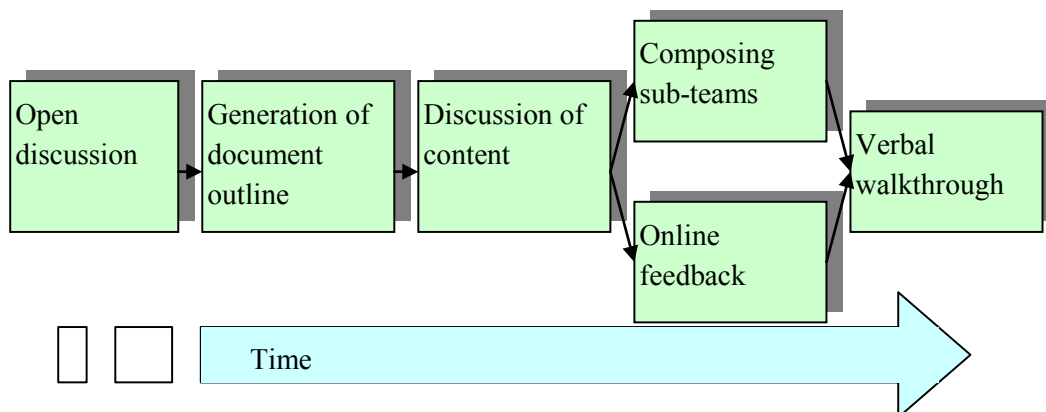 Open
discussion
Generation of
document
outline
Discussion of
content
Composing
sub-teams
Online
feedback
Verbal
walkthrough
Time